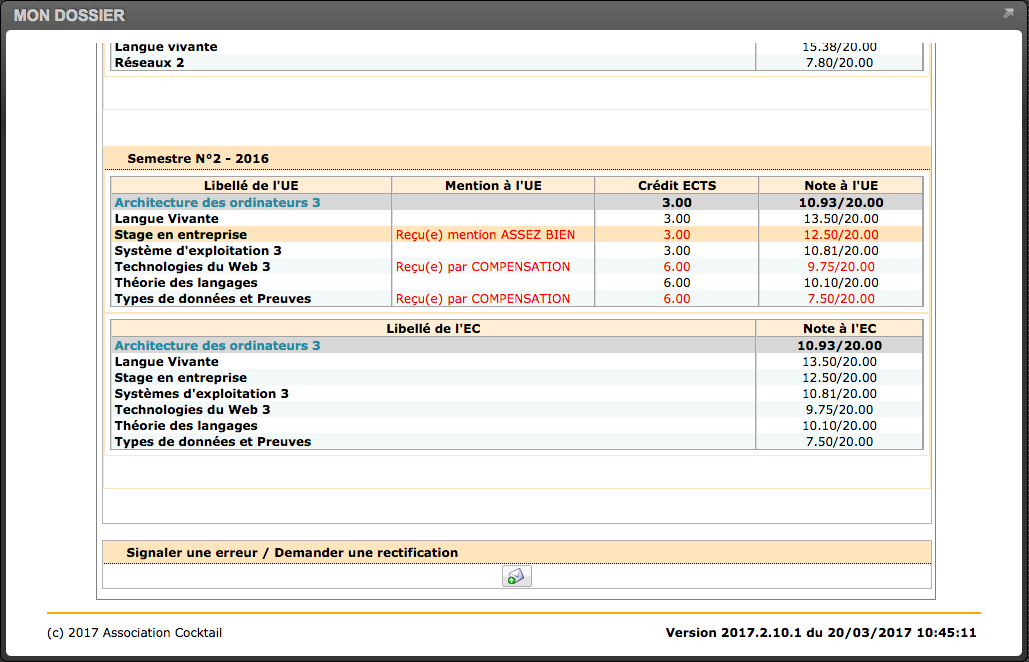 MON DOSSIER
Langue vivante 15.38/20.00
Réseaux 2 7.80/20.00
Semestre N°2 - 2016
Libellé de l'UE Mention à l'UE Crédit ECTS Note à l'UE
Architecture des ordinateurs 3 3.00 10.93/20.00
Langue Vivante 3.00 13.50/20.00
Stage en entreprise Reçu(e) mention ASSEZ BIEN 3.00 12.50/20.00
Système d'exploitation 3 3.00 10.81/20.00
Technologies du Web 3 Reçu(e) par COMPENSATION 6.00 9.75/20.00
Théorie des langages 6.00 10.10/20.00
Types de données et Preuves Reçu(e) par COMPENSATION 6.00 7.50/20.00
Libellé de l'EC Note à l'EC
Architecture des ordinateurs 3 10.93/20.00
Langue Vivante 13.50/20.00
Stage en entreprise 12.50/20.00
Systèmes d'exploitation 3 10.81/20.00
Technologies du Web 3 9.75/20.00
Théorie des langages 10.10/20.00
Types de données et Preuves 7.50/20.00
Signaler une erreur / Demander une rectification
(c) 2017 Association Cocktail Version 2017.2.10.1 du 20/03/2017 10:45:11